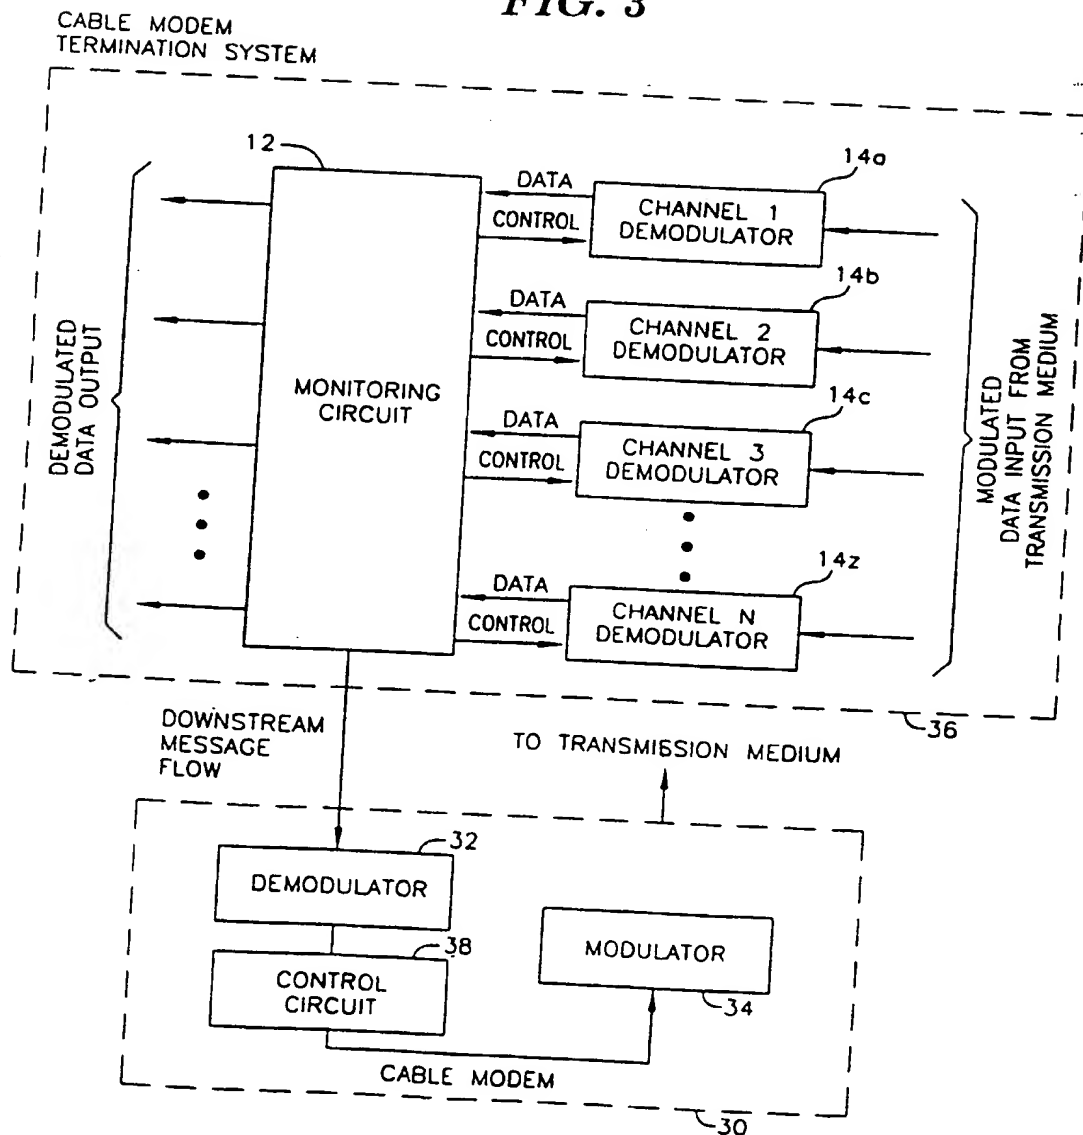 FIG. 3
CABLE MODEM
TERMINATION SYSTEM
12
14a
DATA
CONTROL
CHANNEL 1
DEMODULATOR
14b
DATA
CONTROL
CHANNEL 2
DEMODULATOR
MONITORING
CIRCUIT
14c
DATA
CONTROL
CHANNEL 3
DEMODULATOR
14z
DATA
CONTROL
CHANNEL N
DEMODULATOR
DEMODULATED
DATA OUTPUT
MODULATED
DATA INPUT FROM
TRANSMISSION MEDIUM
36
DOWNSTREAM
MESSAGE
FLOW
TO TRANSMISSION MEDIUM
32
DEMODULATOR
38
CONTROL
CIRCUIT
MODULATOR
34
CABLE MODEM
30